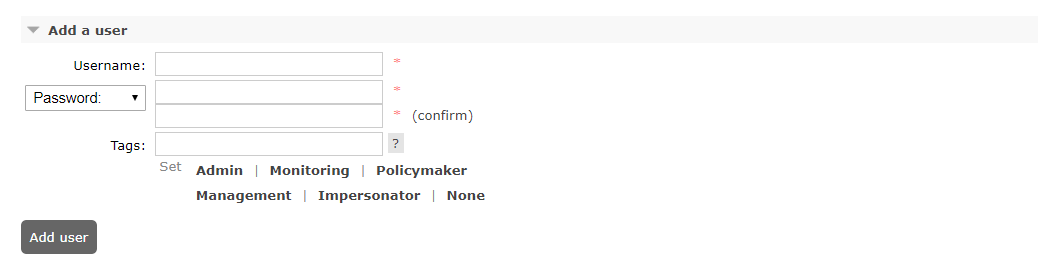 Add a user
Username: *
Password: *
* (confirm)
Tags: ?
Set Admin | Monitoring | Policymaker
Management | Impersonator | None
Add user